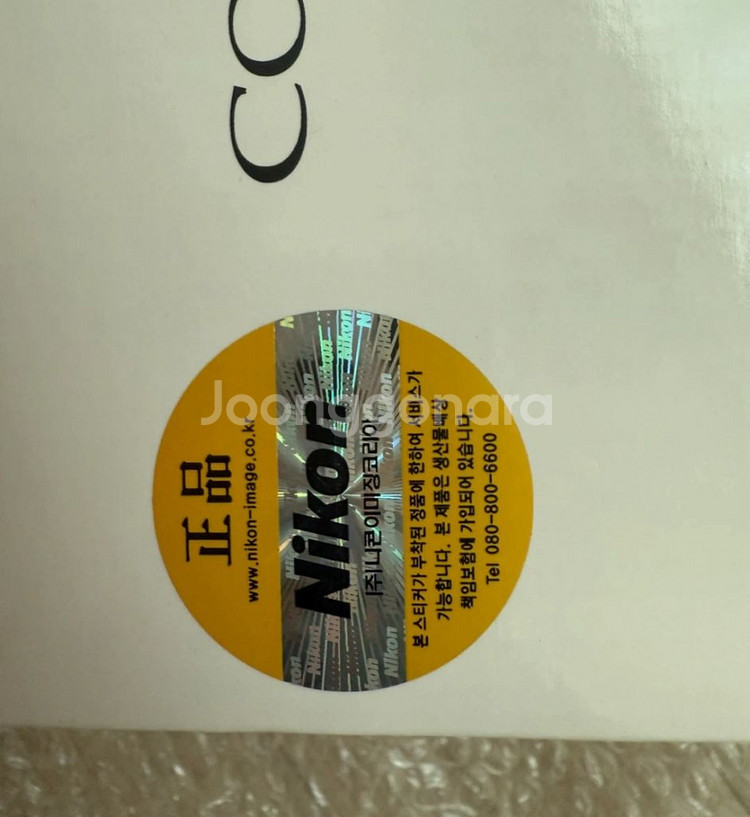 CO
正品
www.nikon-image.co.kr
Nikon
(주)니콘이미징코리아
본 스티커가 부착된 정품에 한하여 서비스가
가능합니다. 본 제품은 생산물배상
책임보험에 가입되어 있습니다.
Tel 080-800-6600
Joonggonara